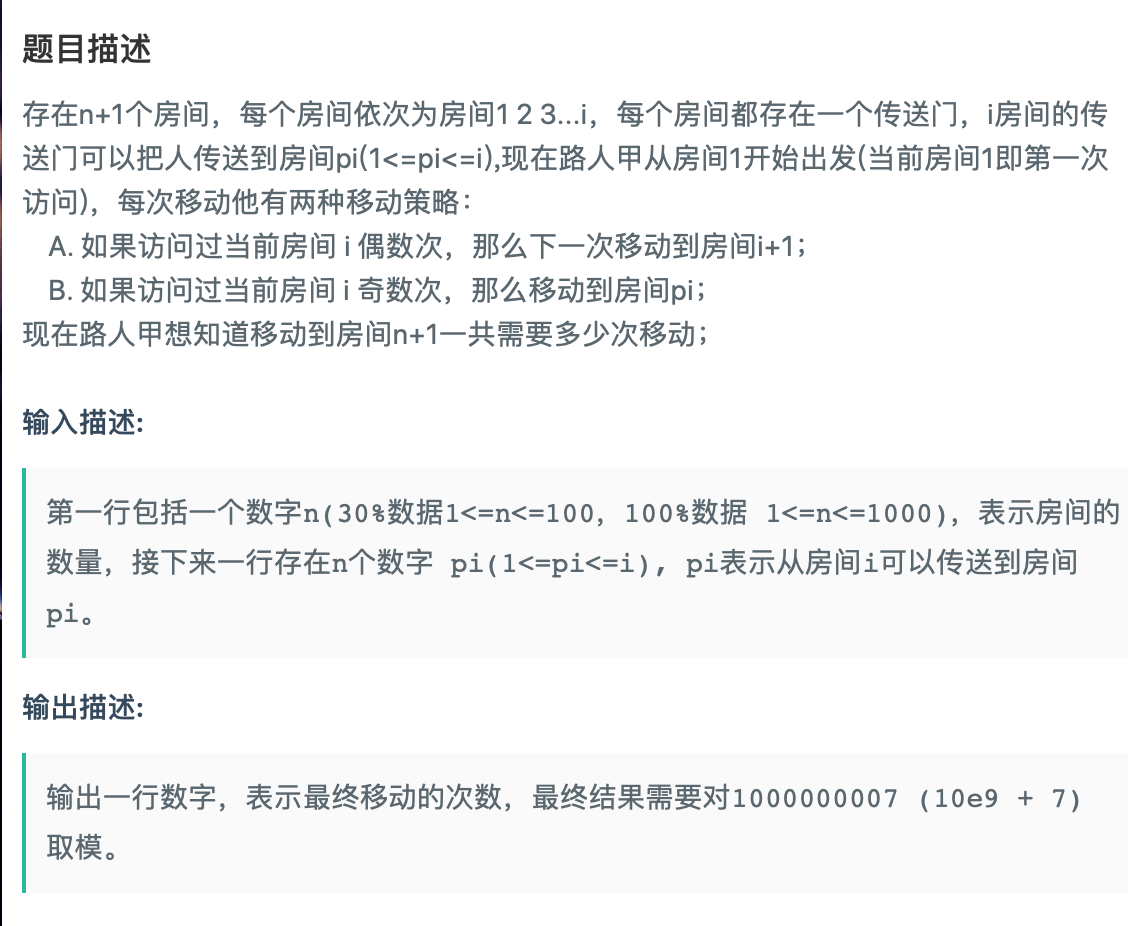 题目描述
存在n+1个房间，每个房间依次为房间1 2 3...i，每个房间都存在一个传送门，i房间的传
送门可以把人传送到房间pi(1<=pi<=i),现在路人甲从房间1开始出发(当前房间1即第一次
访问)，每次移动他有两种移动策略：
A. 如果访问过当前房间 i 偶数次，那么下一次移动到房间i+1；
B. 如果访问过当前房间 i 奇数次，那么移动到房间pi；
现在路人甲想知道移动到房间n+1一共需要多少次移动；
输入描述:
第一行包括一个数字n(30%数据1<=n<=100，100%数据 1<=n<=1000)，表示房间的
数量，接下来一行存在n个数字 pi(1<=pi<=i), pi表示从房间i可以传送到房间
pi。
输出描述:
输出一行数字，表示最终移动的次数，最终结果需要对1000000007 (10e9 + 7)
取模。